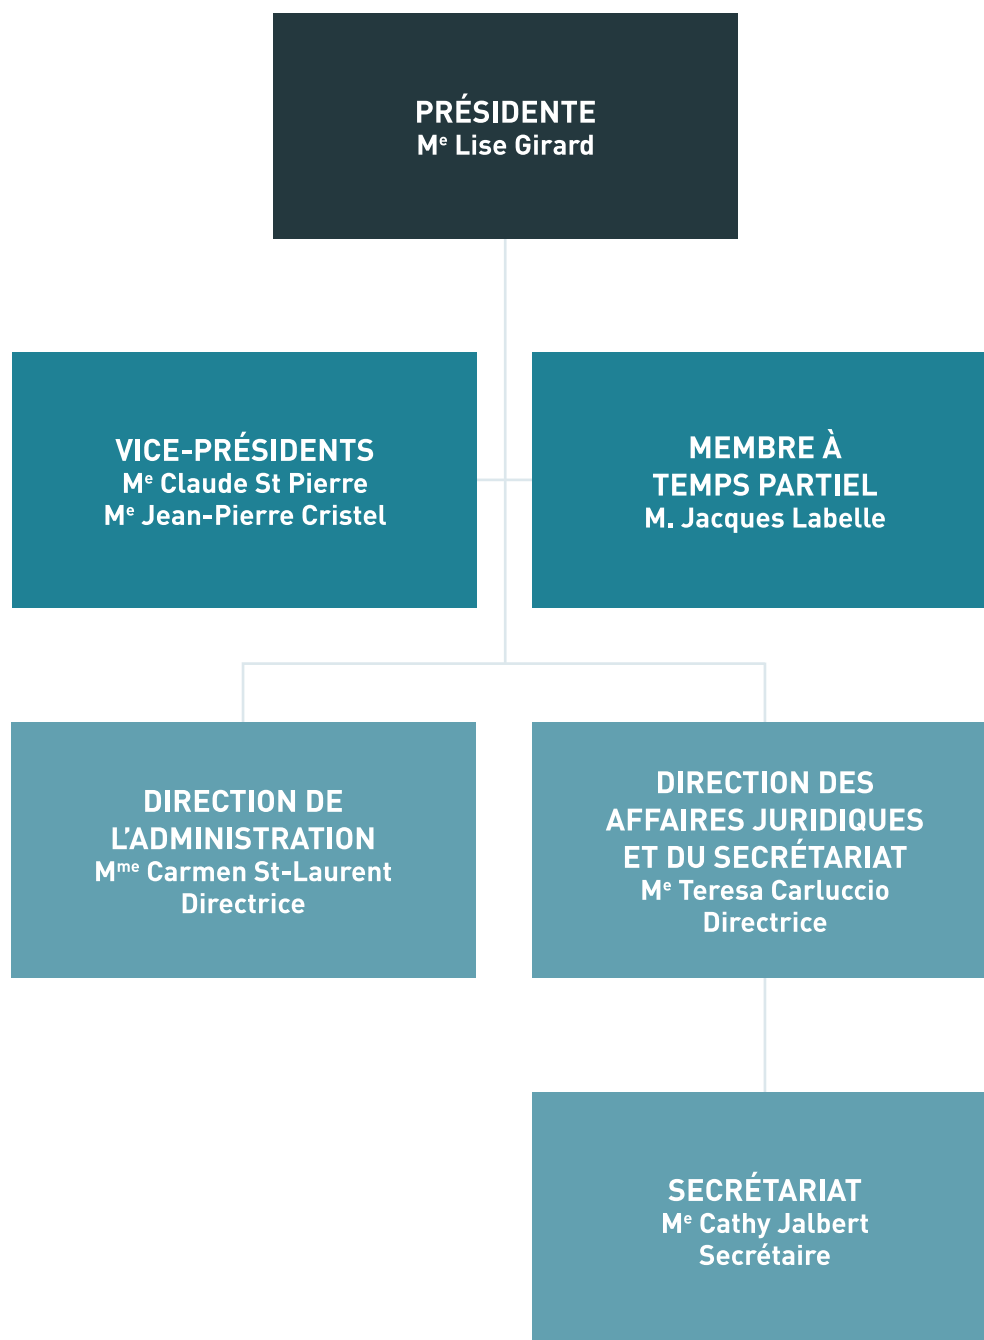 PRÉSIDENTE
Mᵉ Lise Girard
VICE-PRÉSIDENTS
Mᵉ Claude St Pierre
Mᵉ Jean-Pierre Cristel
MEMBRE À
TEMPS PARTIEL
M. Jacques Labelle
DIRECTION DE
L’ADMINISTRATION
Mᵐᵉ Carmen St-Laurent
Directrice
DIRECTION DES
AFFAIRES JURIDIQUES
ET DU SECRÉTARIAT
Mᵉ Teresa Carluccio
Directrice
SECRÉTARIAT
Mᵉ Cathy Jalbert
Secrétaire